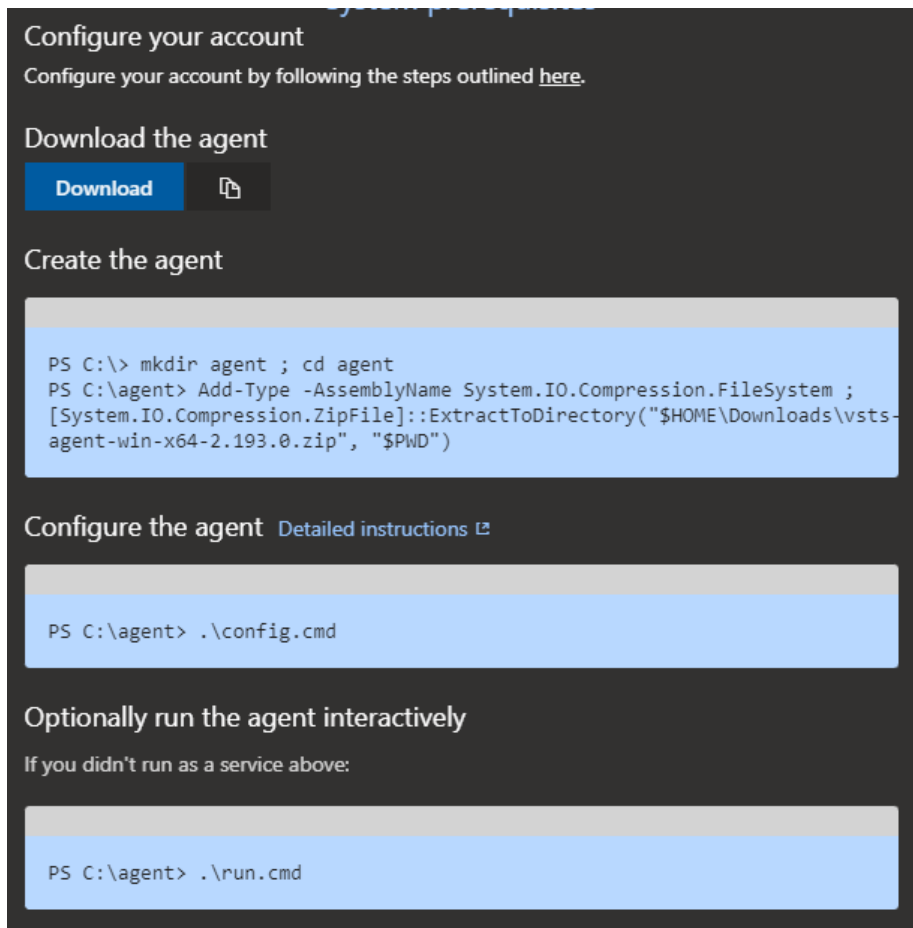 System prerequisites
Configure your account
Configure your account by following the steps outlined here.
Download the agent
Download
Create the agent
PS C:\> mkdir agent ; cd agent
PS C:\agent> Add-Type -AssemblyName System.IO.Compression.FileSystem ;
[System.IO.Compression.ZipFile]::ExtractToDirectory("$HOME\Downloads\vsts-
agent-win-x64-2.193.0.zip", "$PWD")
Configure the agent Detailed instructions
PS C:\agent> .\config.cmd
Optionally run the agent interactively
If you didn't run as a service above:
PS C:\agent> .\run.cmd